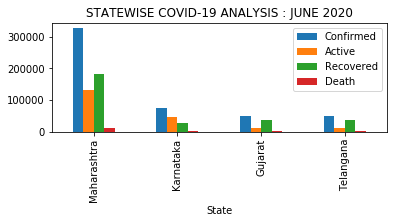 STATEWISE COVID-19 ANALYSIS : JUNE 2020
300000
200000
100000
0
Confirmed
Active
Recovered
Death
Maharashtra
Karnataka
Gujarat
Telangana
State